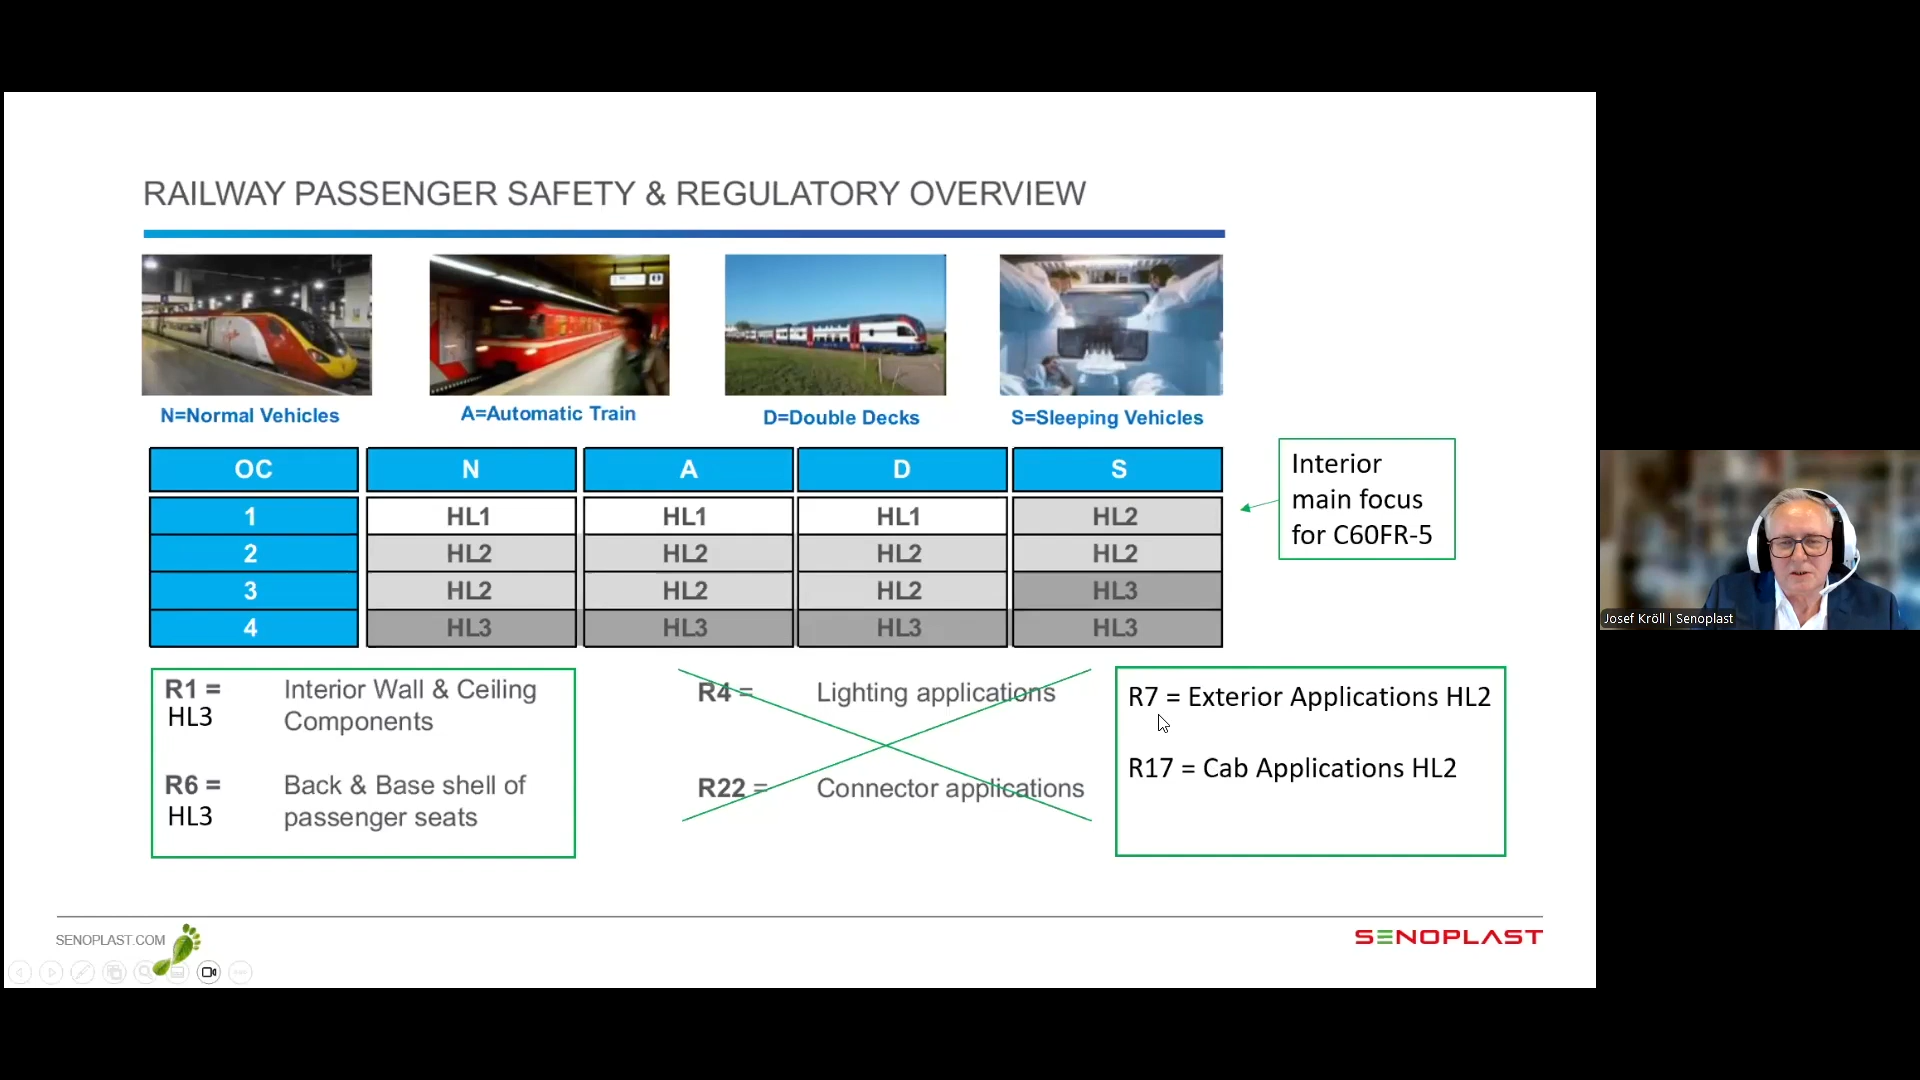 RAILWAY PASSENGER SAFETY & REGULATORY OVERVIEW
N=Normal Vehicles
A=Automatic Train
D=Double Decks
S=Sleeping Vehicles
OC N A D S
1 HL1 HL1 HL1 HL2
2 HL2 HL2 HL2 HL2
3 HL2 HL2 HL2 HL3
4 HL3 HL3 HL3 HL3
Interior
main focus
for C60FR-5
R1 = Interior Wall & Ceiling
HL3 Components
R6 = Back & Base shell of
HL3 passenger seats
R4 = Lighting applications
R22 = Connector applications
R7 = Exterior Applications HL2
R17 = Cab Applications HL2
SENOPLAST.COM
SENOPLAST
Josef Kröll | Senoplast